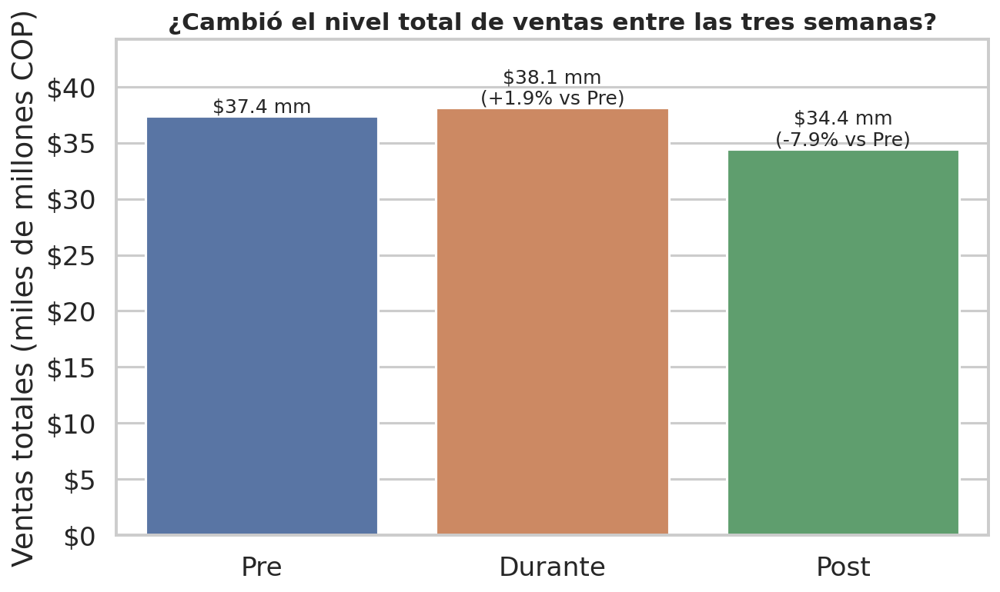 ¿Cambió el nivel total de ventas entre las tres semanas?
Ventas totales (miles de millones COP)
$40
$35
$30
$25
$20
$15
$10
$5
$0
$37.4 mm
$38.1 mm
(+1.9% vs Pre)
$34.4 mm
(-7.9% vs Pre)
Pre
Durante
Post